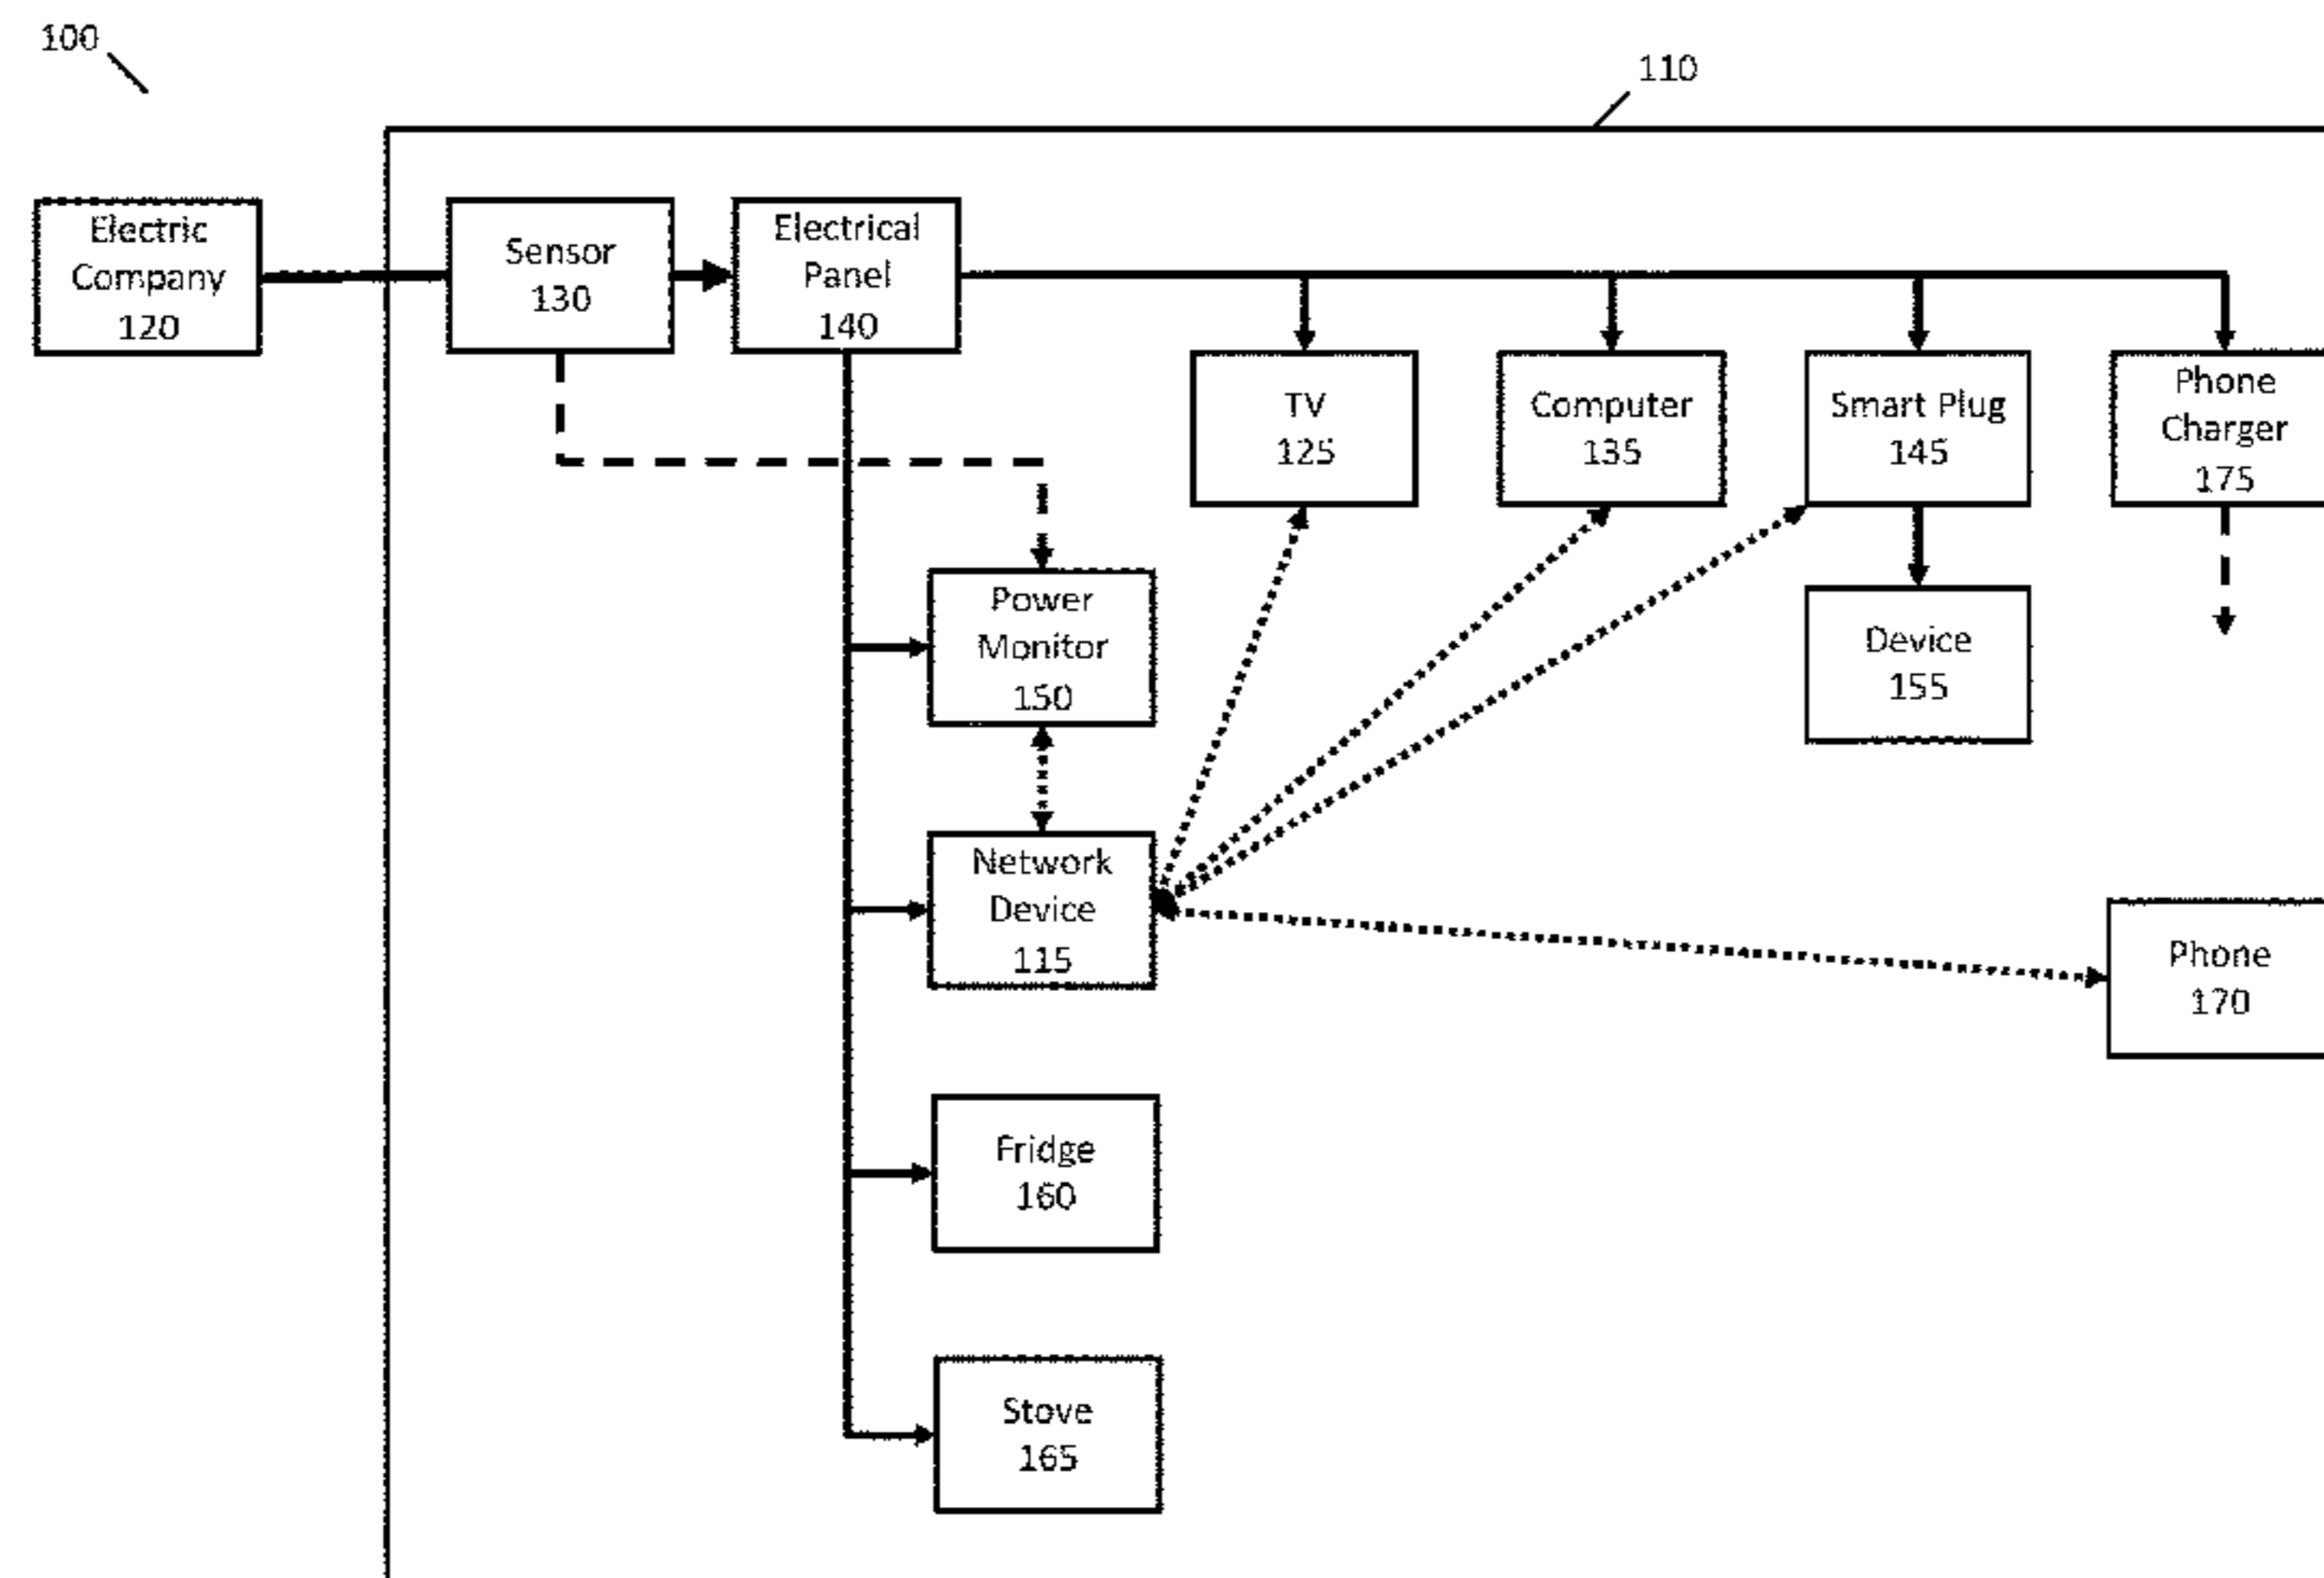 100
110
Electric
Company
120
Sensor
130
Electrical
Panel
140
TV
125
Computer
135
Smart Plug
145
Phone
Charger
175
Power
Monitor
150
Device
155
Network
Device
115
Phone
170
Fridge
160
Stove
165